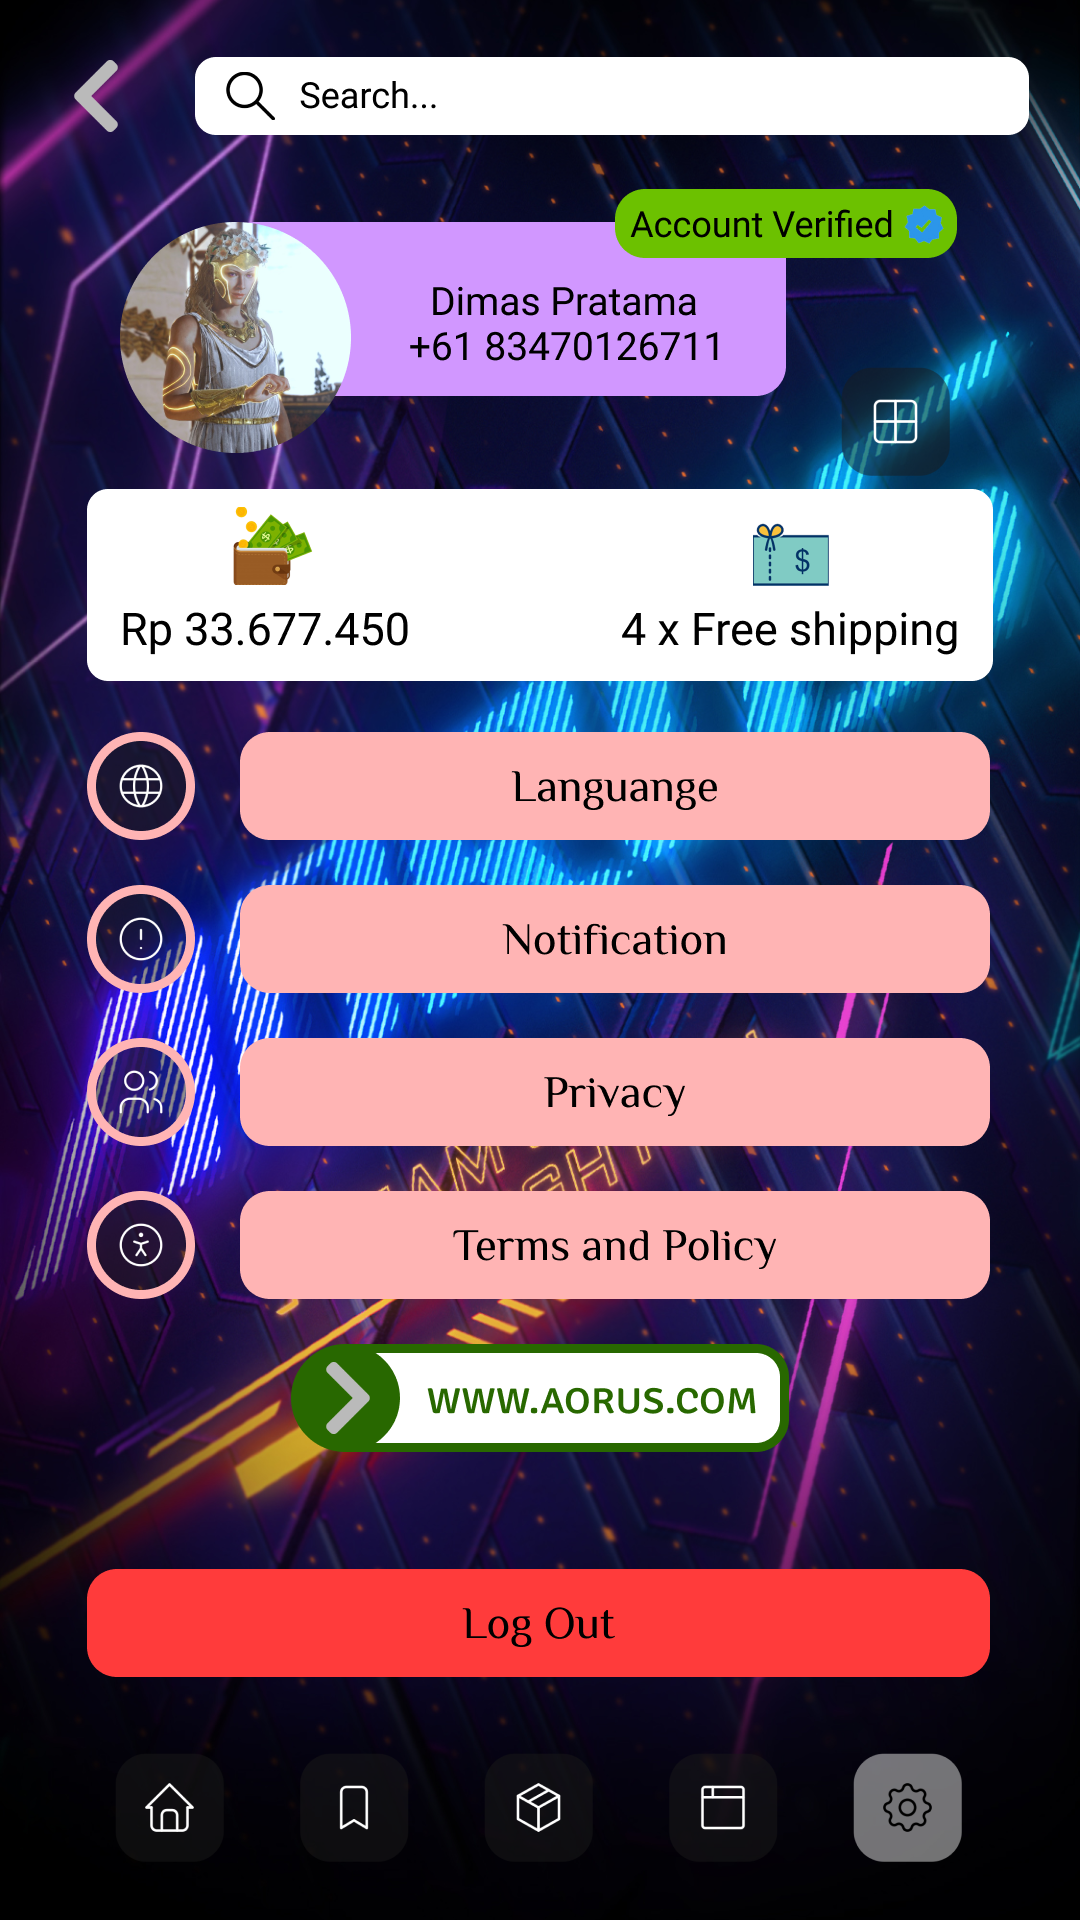 Search...
Account Verified
Dimas Pratama
+61 83470126711
Rp 33.677.450
4 x Free shipping
Languange
Notification
Privacy
Terms and Policy
WWW.AORUS.COM
Log Out